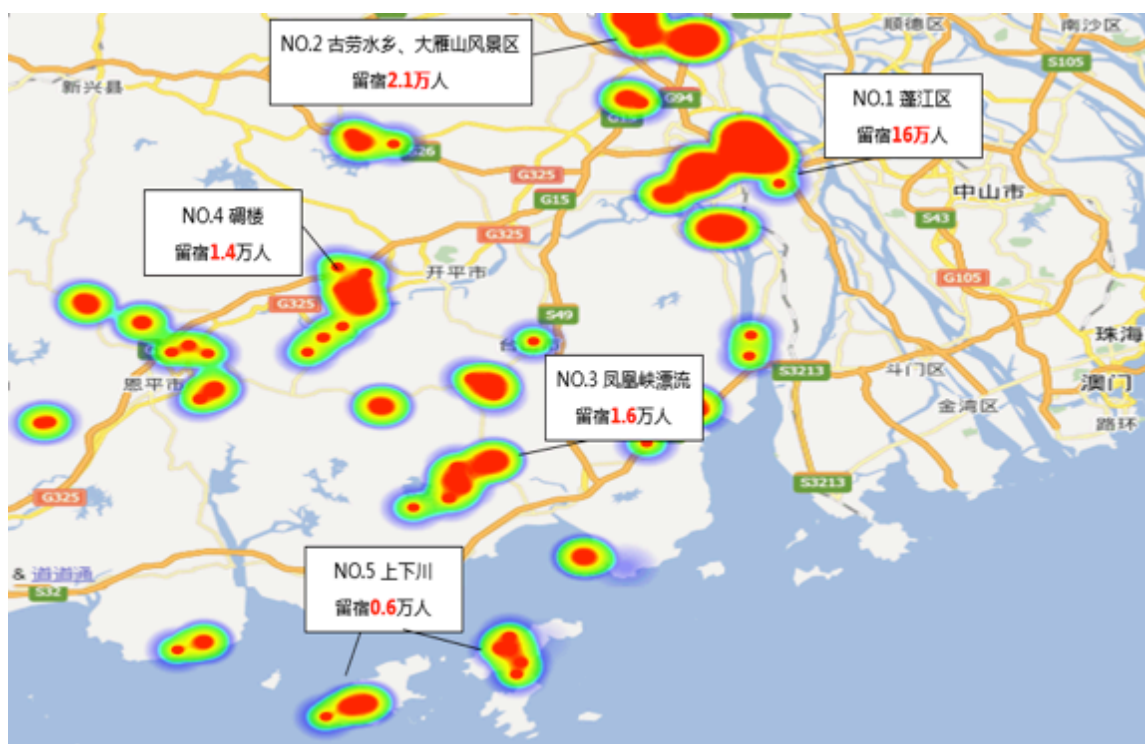 顺德区
南沙区
NO.2 古劳水乡、大雁山风景区
留宿2.1万人
S105
新兴县
G94
NO.1 蓬江区
留宿16万人
G15
G325
G15
中山市
NO.4 碉楼
留宿1.4万人
S43
G325
开平市
G105
G325
S49
珠海
恩平市
NO.3 凤凰峡漂流
留宿1.6万人
S3213
斗门区
澳门
金湾区
路环
G325
S3213
NO.5 上下川
留宿0.6万人
& 道道通
S32